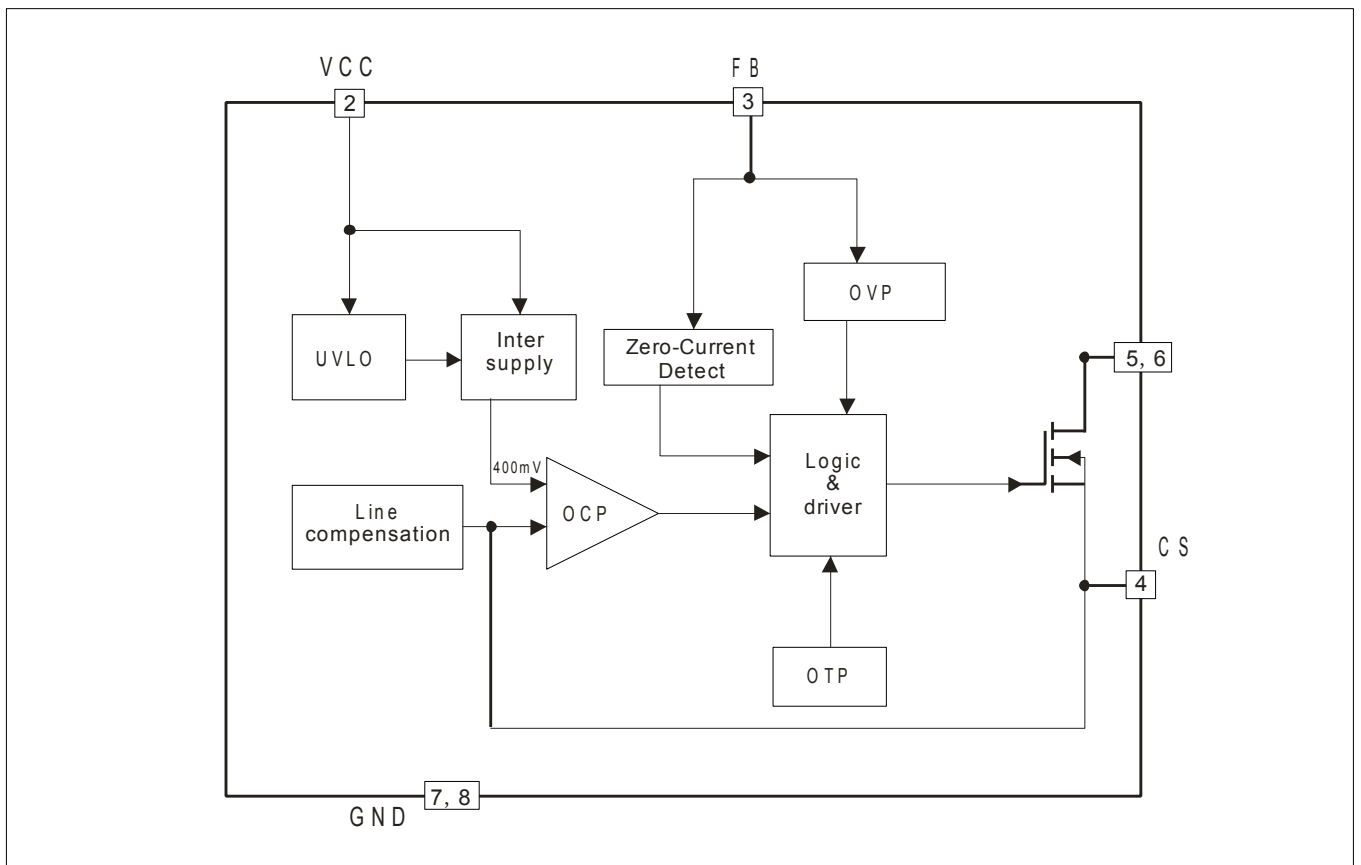 VCC
2
FB
3
OVP
UVLO
Inter
supply
Zero-Current
Detect
5, 6
400mV
OCP
Logic
&
driver
Line
compensation
CS
4
OTP
7, 8
GND